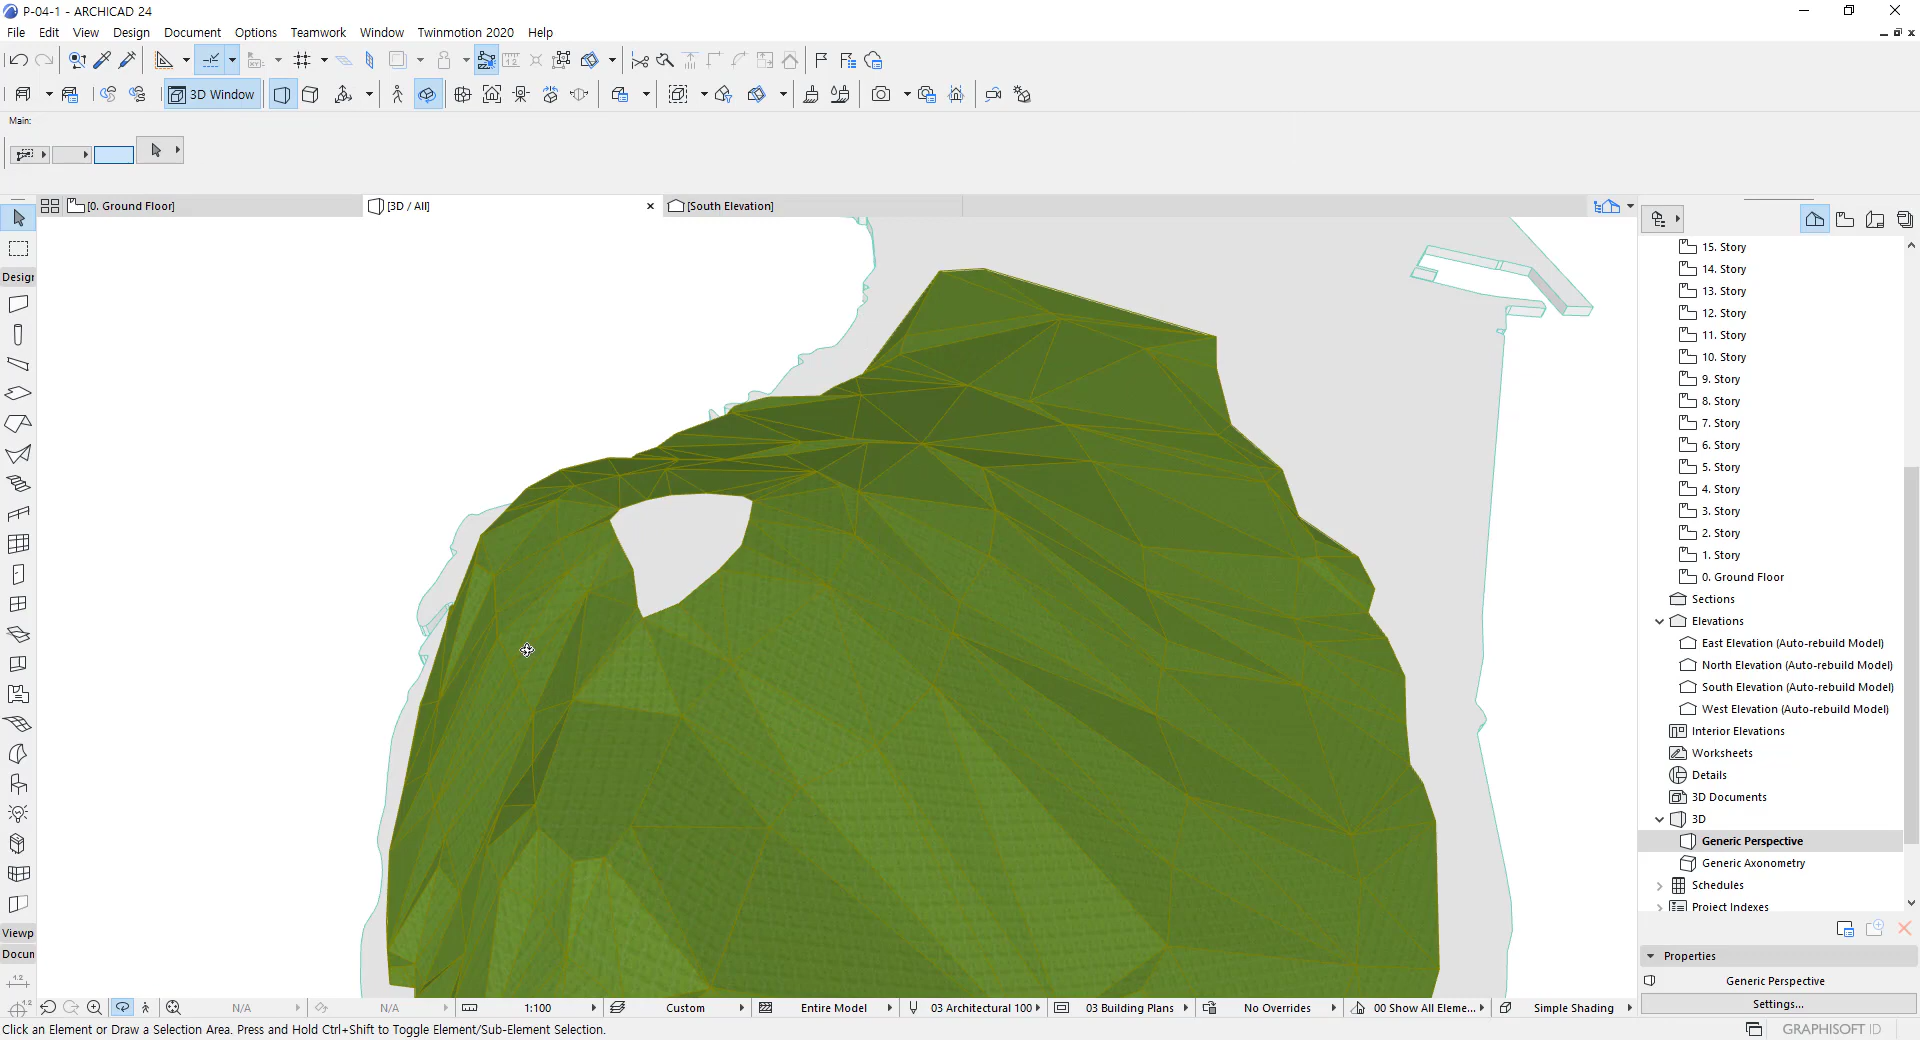 P-04-1 - ARCHICAD 24
File Edit View Design Document Options Teamwork Window Twinmotion 2020 Help
3D Window
Main:
[0. Ground Floor]
[3D / All]
[South Elevation]
Design
Viewp
Docun
1.2
1.2
15. Story
14. Story
13. Story
12. Story
11. Story
10. Story
9. Story
8. Story
7. Story
6. Story
5. Story
4. Story
3. Story
2. Story
1. Story
0. Ground Floor
Sections
Elevations
East Elevation (Auto-rebuild Model)
North Elevation (Auto-rebuild Model)
South Elevation (Auto-rebuild Model)
West Elevation (Auto-rebuild Model)
Interior Elevations
Worksheets
Details
3D Documents
3D
Generic Perspective
Generic Axonometry
Schedules
Project Indexes
Properties
Generic Perspective
Settings...
N/A N/A 1:100 Custom Entire Model 03 Architectural 100 03 Building Plans No Overrides 00 Show All Eleme... Simple Shading
Click an Element or Draw a Selection Area. Press and Hold Ctrl+Shift to Toggle Element/Sub-Element Selection.
GRAPHISOFT ID